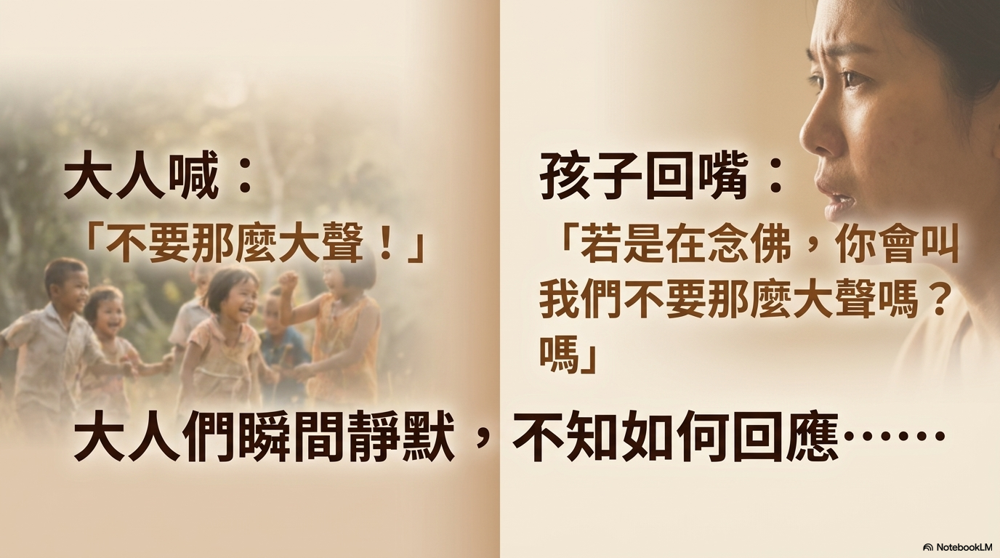 大人喊：
「不要那麼大聲！」
孩子回嘴：
「若是在念佛，你會叫
我們不要那麼大聲嗎？
嗎」
大人們瞬間靜默，不知如何回應……
NotebookLM